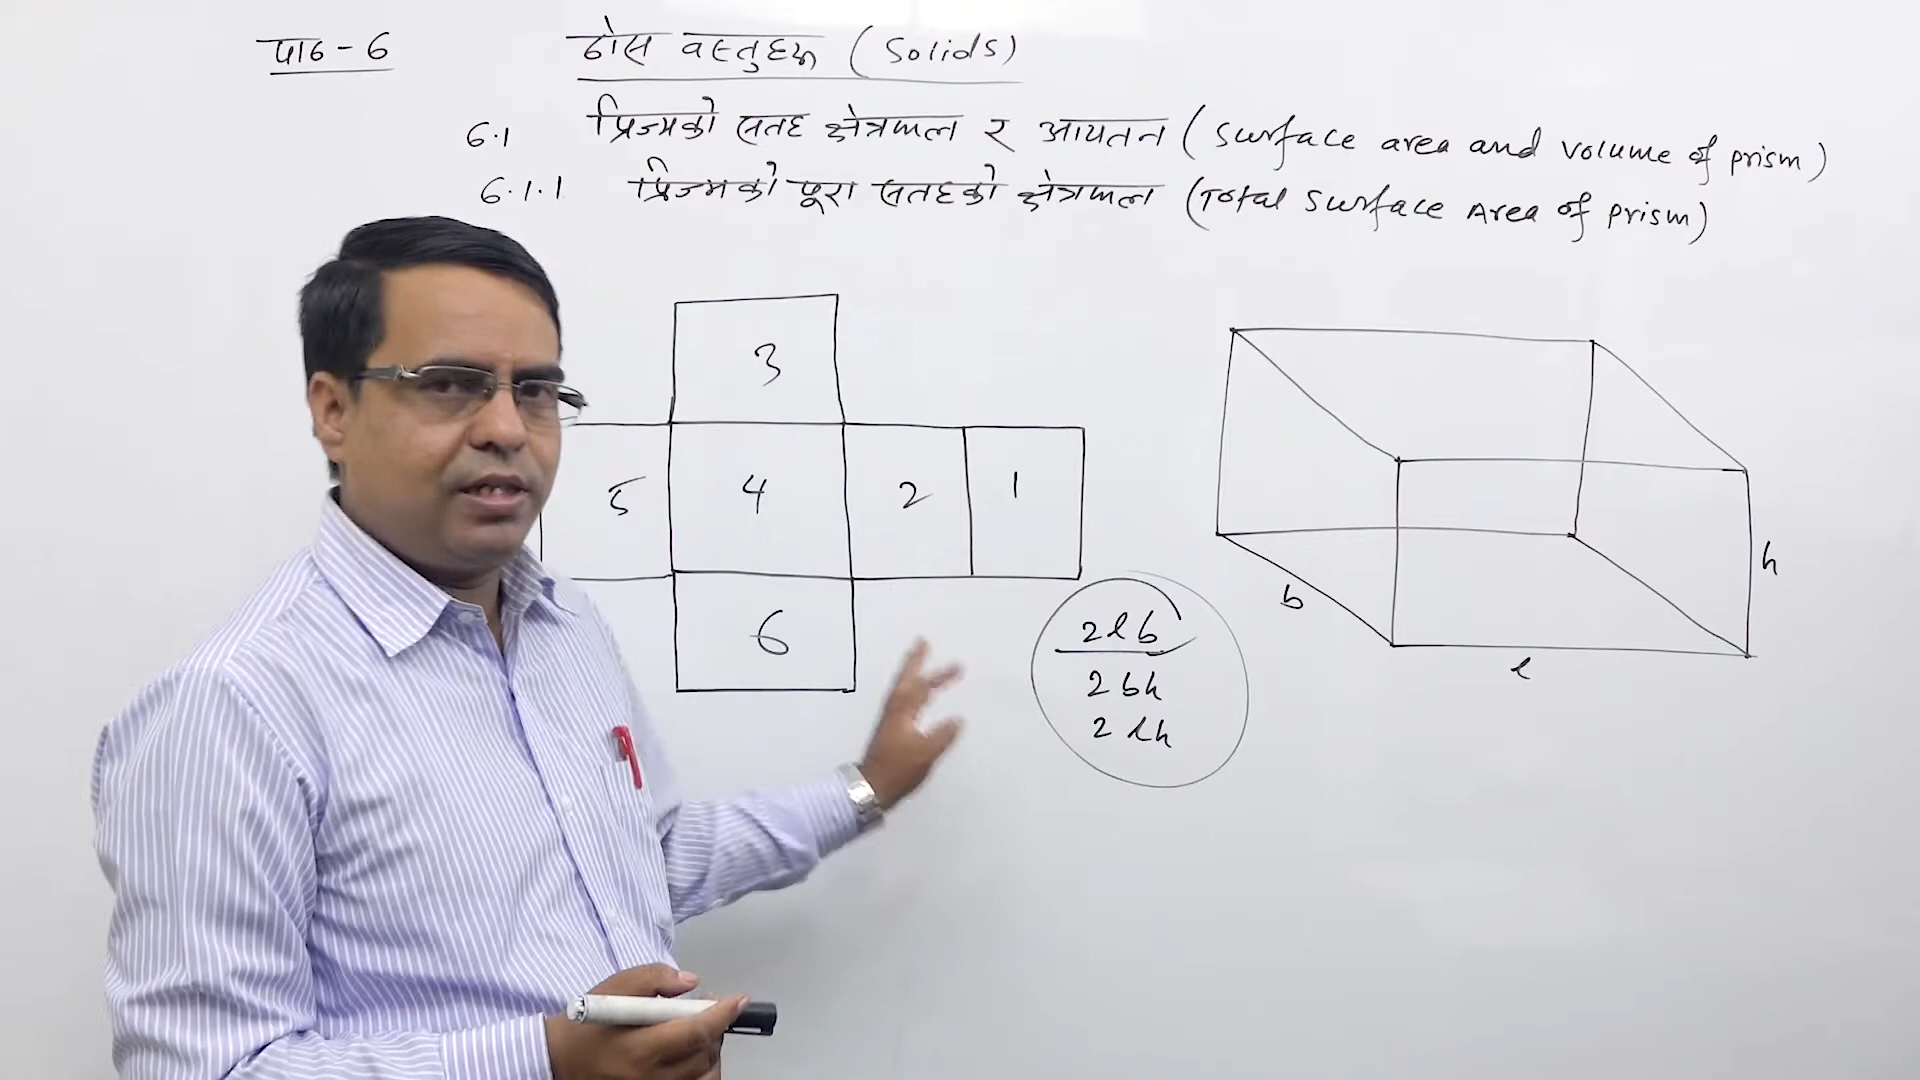 पाठ - 6
ठोस वस्तुहरू (Solids)
6.1 प्रिज्मको सतह क्षेत्रफल र आयतन (Surface area and volume of prism)
6.1.1 प्रिज्मको पूरा सतहको क्षेत्रफल (Total Surface Area of prism)
3
5 4 2 1
6
h
b
l
2lb
2bh
2lh